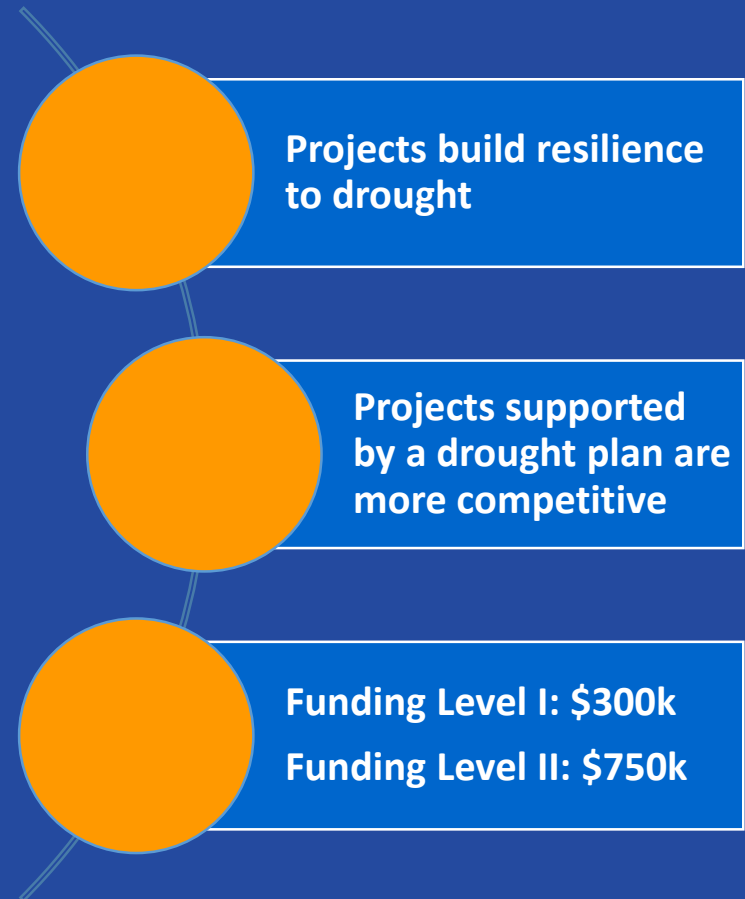 Projects build resilience
to drought
Projects supported
by a drought plan are
more competitive
Funding Level I: $300k
Funding Level II: $750k